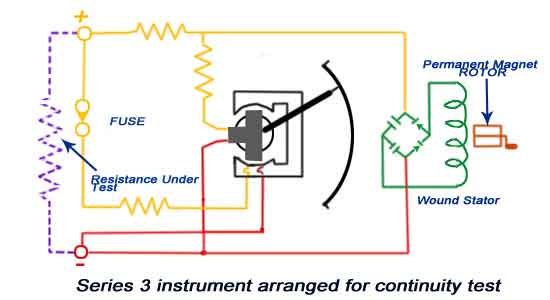 +
Permanent Magnet
ROTOR
FUSE
Resistance Under
Test
Wound Stator
-
Series 3 instrument arranged for continuity test